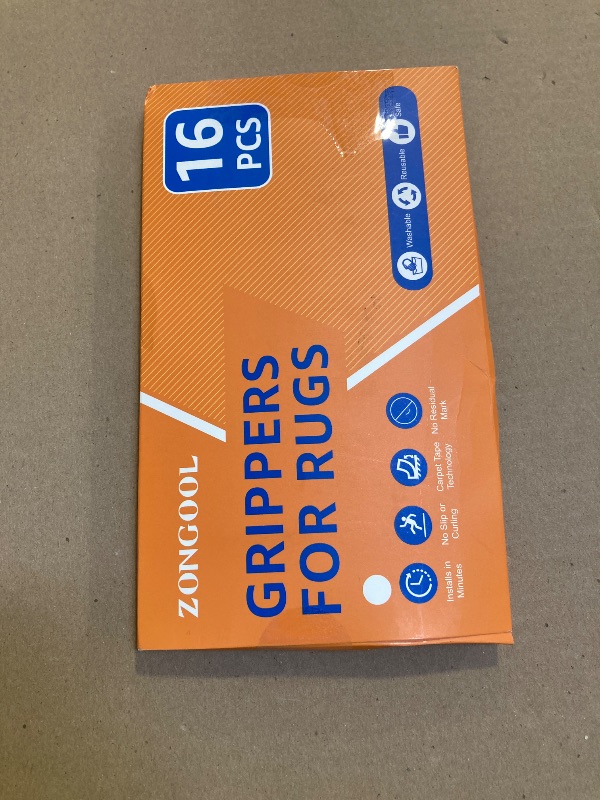 ZONGOOL
16
PCS
GRIPPERS
FOR RUGS
Washable
Reusable
Safe
Installs in
Minutes
No Slip or
Curling
Carpet Tape
Technology
No Residual
Mark